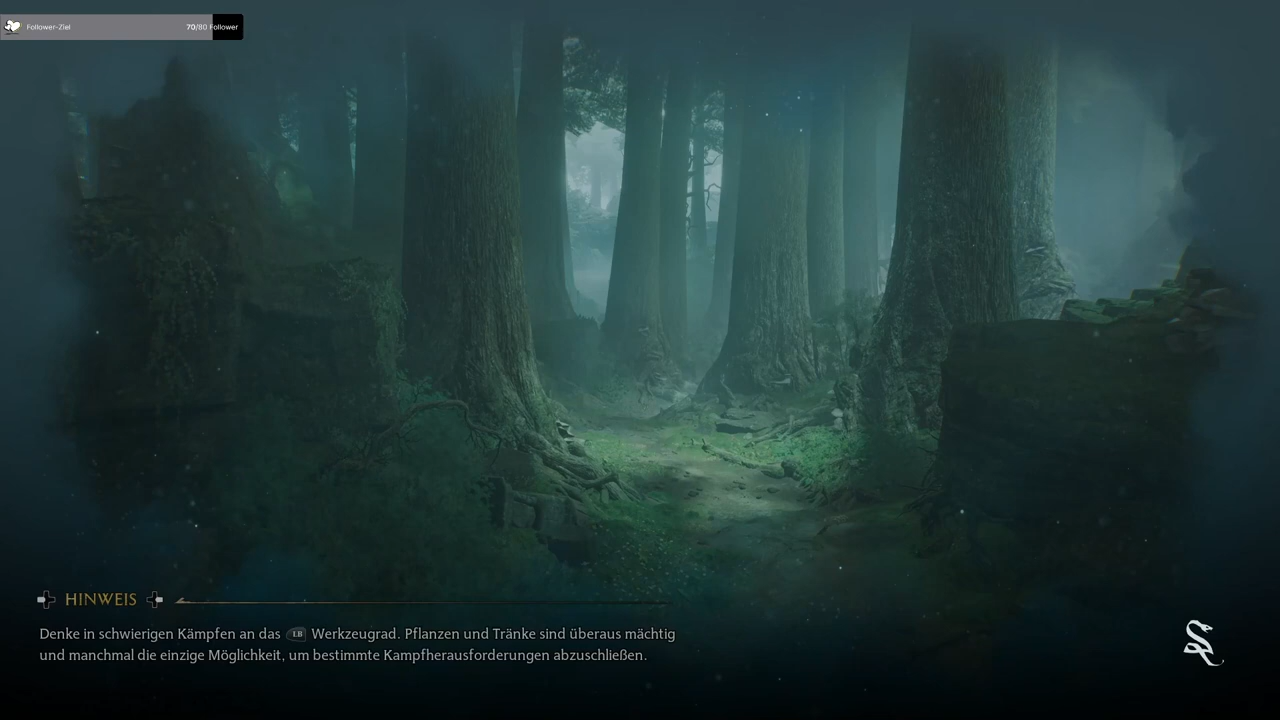 Follower-Ziel 70/80 Follower
HINWEIS
Denke in schwierigen Kämpfen an das LB Werkzeugrad. Pflanzen und Tränke sind überaus mächtig
und manchmal die einzige Möglichkeit, um bestimmte Kampfherausforderungen abzuschließen.